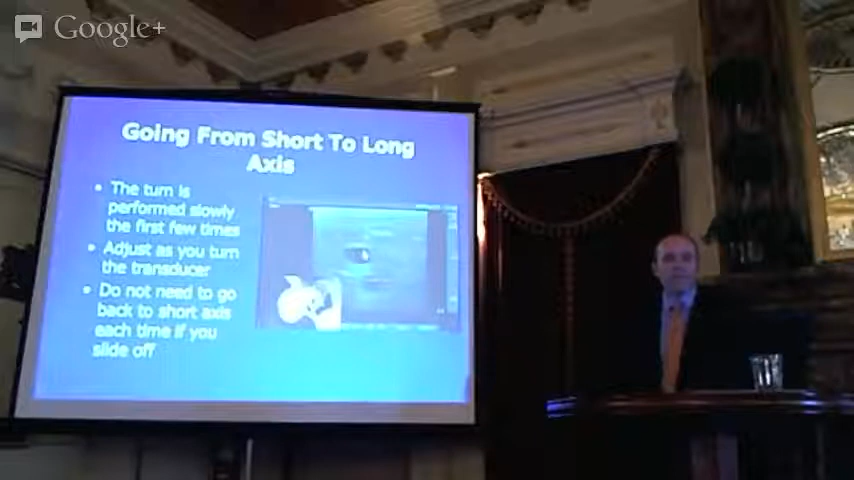 Google+
Going From Short To Long
Axis
• The turn is
performed slowly
the first few times
• Adjust as you turn
the transducer
• Do not need to go
back to short axis
each time if you
slide off